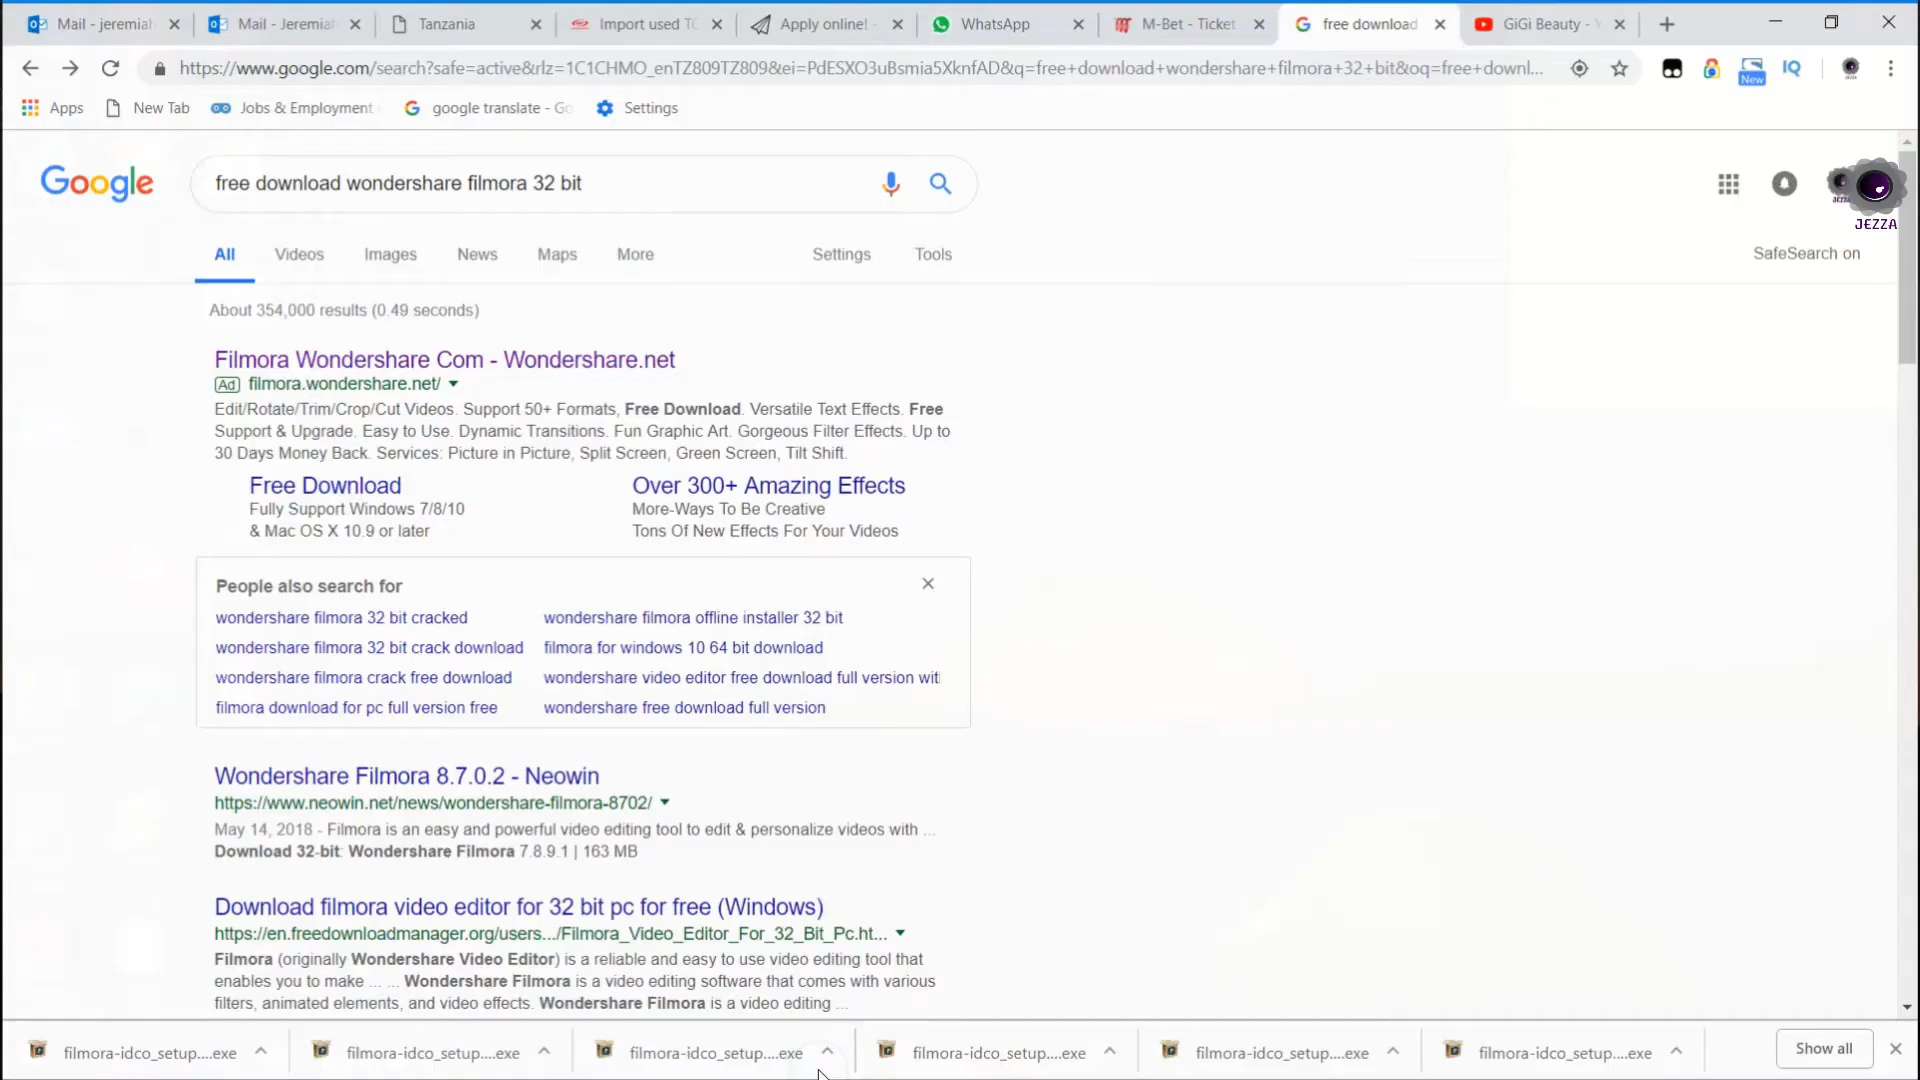 Mail - jeremiah
Mail - Jeremiah
Tanzania
Import used TO
Apply online! -
WhatsApp
M-Bet - Ticket
free download
GiGi Beauty - Y
https://www.google.com/search?safe=active&rlz=1C1CHMO_enTZ809TZ809&ei=PdESXO3uBsmia5XknfAD&q=free+download+wondershare+filmora+32+bit&oq=free+downl...
New
IQ
Apps
New Tab
Jobs & Employment
google translate - Go
Settings
Google
free download wondershare filmora 32 bit
JEZZA
All
Videos
Images
News
Maps
More
Settings
Tools
SafeSearch on
About 354,000 results (0.49 seconds)
Filmora Wondershare Com - Wondershare.net
Ad filmora.wondershare.net/
Edit/Rotate/Trim/Crop/Cut Videos. Support 50+ Formats, Free Download. Versatile Text Effects. Free
Support & Upgrade. Easy to Use. Dynamic Transitions. Fun Graphic Art. Gorgeous Filter Effects. Up to
30 Days Money Back. Services: Picture in Picture, Split Screen, Green Screen, Tilt Shift.
Free Download
Fully Support Windows 7/8/10
& Mac OS X 10.9 or later
Over 300+ Amazing Effects
More-Ways To Be Creative
Tons Of New Effects For Your Videos
People also search for
wondershare filmora 32 bit cracked
wondershare filmora offline installer 32 bit
wondershare filmora 32 bit crack download
filmora for windows 10 64 bit download
wondershare filmora crack free download
wondershare video editor free download full version wit
filmora download for pc full version free
wondershare free download full version
Wondershare Filmora 8.7.0.2 - Neowin
https://www.neowin.net/news/wondershare-filmora-8702/
May 14, 2018 - Filmora is an easy and powerful video editing tool to edit & personalize videos with ...
Download 32-bit: Wondershare Filmora 7.8.9.1 | 163 MB
Download filmora video editor for 32 bit pc for free (Windows)
https://en.freedownloadmanager.org/users.../Filmora_Video_Editor_For_32_Bit_Pc.ht...
Filmora (originally Wondershare Video Editor) is a reliable and easy to use video editing tool that
enables you to make ... ... Wondershare Filmora is a video editing software that comes with various
filters, animated elements, and video effects. Wondershare Filmora is a video editing ...
filmora-idco_setup....exe
filmora-idco_setup....exe
filmora-idco_setup....exe
filmora-idco_setup....exe
filmora-idco_setup....exe
filmora-idco_setup....exe
Show all